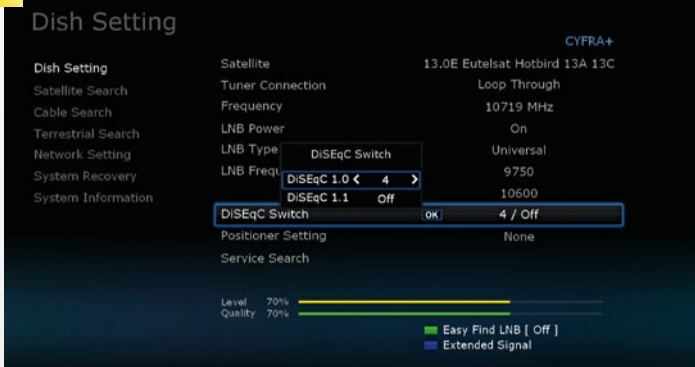 Dish Setting
CYFRA+
Dish Setting
Satellite Search
Cable Search
Terrestrial Search
Network Setting
System Recovery
System Information
Satellite 13.0E Eutelsat Hotbird 13A 13C
Tuner Connection Loop Through
Frequency 10719 MHz
LNB Power On
LNB Type Universal
LNB Frequ 9750
10600
DiSEqC Switch
DiSEqC 1.0 4
DiSEqC 1.1 Off
DiSEqC Switch OK 4 / Off
Positioner Setting None
Service Search
Level 70%
Quality 70%
Easy Find LNB [ Off ]
Extended Signal